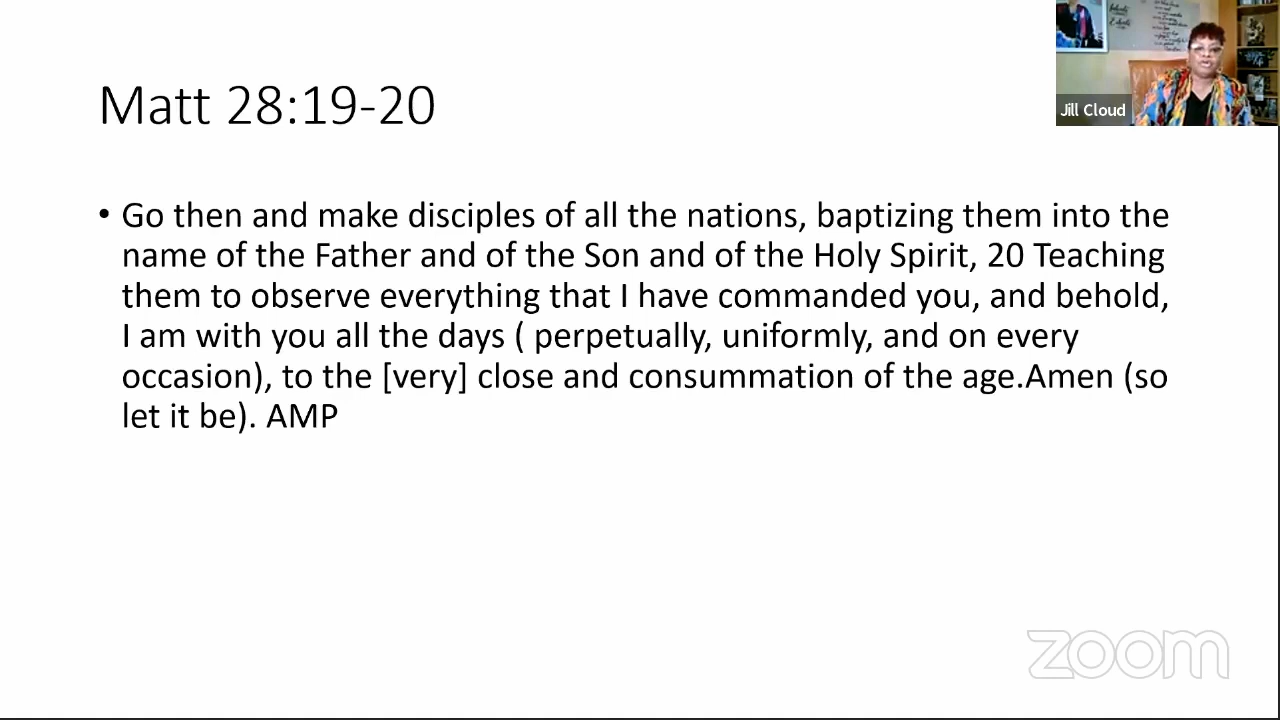 Matt 28:19-20
Jill Cloud
• Go then and make disciples of all the nations, baptizing them into the
name of the Father and of the Son and of the Holy Spirit, 20 Teaching
them to observe everything that I have commanded you, and behold,
I am with you all the days ( perpetually, uniformly, and on every
occasion), to the [very] close and consummation of the age.Amen (so
let it be). AMP
zoom